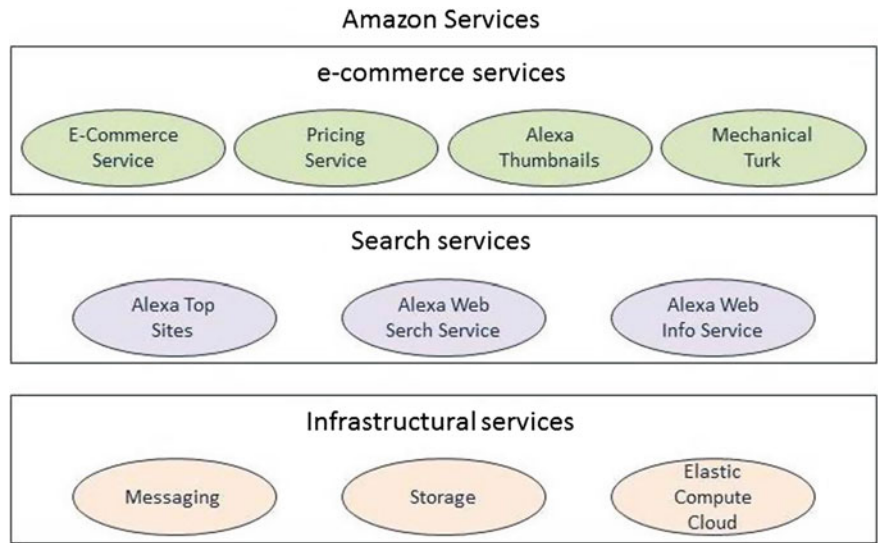 Amazon Services
e-commerce services
E-Commerce
Service
Pricing
Service
Alexa
Thumbnails
Mechanical
Turk
Search services
Alexa Top
Sites
Alexa Web
Serch Service
Alexa Web
Info Service
Infrastructural services
Messaging
Storage
Elastic
Compute
Cloud